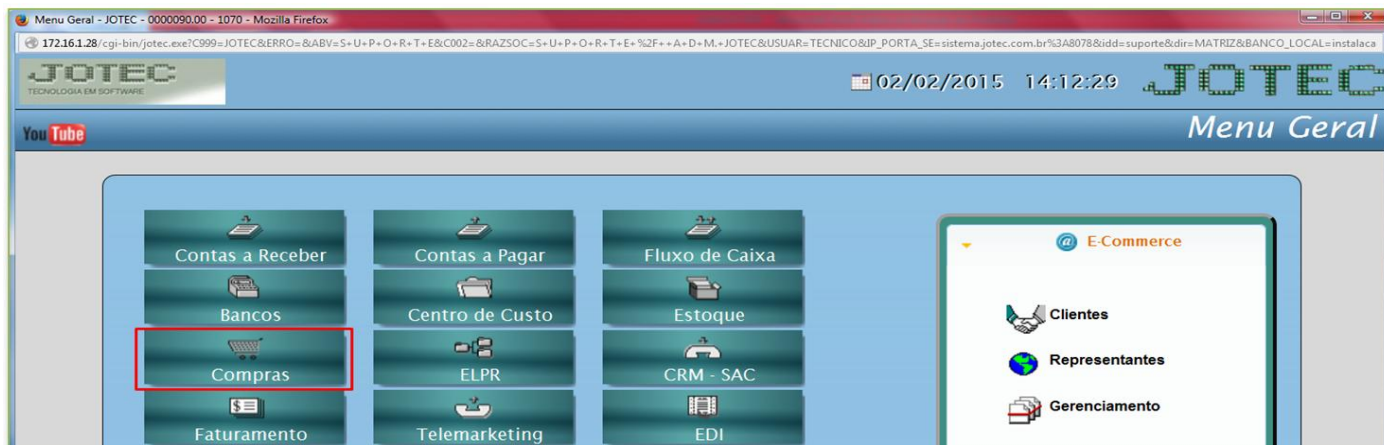 Menu Geral - JOTEC - 0000090.00 - 1070 - Mozilla Firefox
172.16.1.28/cgi-bin/jotec.exe?C999=JOTEC&ERRO=&ABV=S+U+P+O+R+T+E&C002=&RAZSOC=S+U+P+O+R+T+E+%2F++A+D+M.+JOTEC&USUAR=TECNICO&IP_PORTA_SE=sistema.jotec.com.br%3A8078&idd=suporte&dir=MATRIZ&BANCO_LOCAL=instalaca
JOTEC
TECNOLOGIA EM SOFTWARE
02/02/2015 14:12:29
JOTEC
You Tube
Menu Geral
Contas a Receber
Contas a Pagar
Fluxo de Caixa
Bancos
Centro de Custo
Estoque
Compras
ELPR
CRM - SAC
Faturamento
Telemarketing
EDI
@ E-Commerce
Clientes
Representantes
Gerenciamento